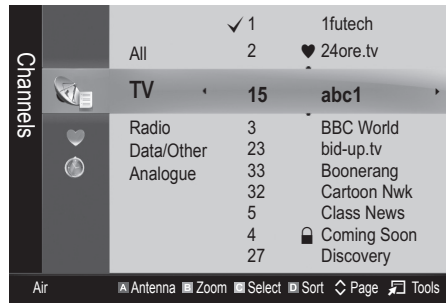 Channels
✓ 1 1futech
All 2 ♥ 24ore.tv
TV 15 abc1
Radio 3 BBC World
Data/Other 23 bid-up.tv
Analogue 33 Boonerang
32 Cartoon Nwk
5 Class News
4 Coming Soon
27 Discovery
Air A Antenna B Zoom C Select D Sort Page Tools